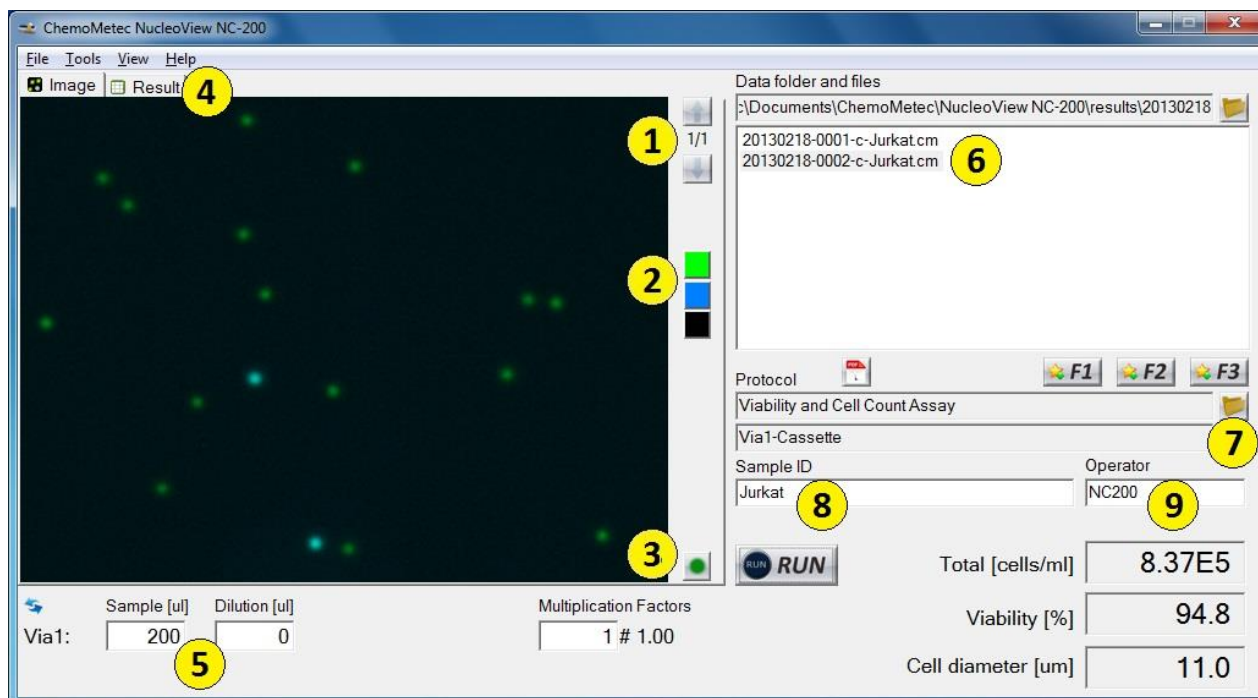 ChemoMetec NucleoView NC-200
File Tools View Help
Image Result 4
1
1/1
2
3
Data folder and files
:\Documents\ChemoMetec\NucleoView NC-200\results\20130218
20130218-0001-c-Jurkat.cm
20130218-0002-c-Jurkat.cm
6
Protocol
PDF
F1 F2 F3
Viability and Cell Count Assay
Via1-Cassette
7
Sample ID Operator
Jurkat 8 NC200 9
RUN RUN
Total [cells/ml] 8.37E5
Viability [%] 94.8
Cell diameter [um] 11.0
Sample [ul] Dilution [ul] Multiplication Factors
Via1: 200 0 1 # 1.00
5